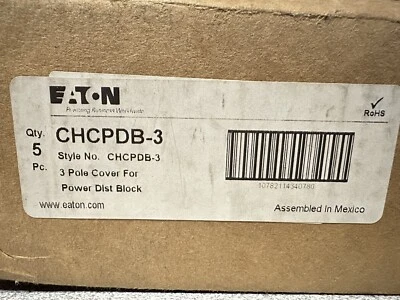 EATON
Powering Business Worldwide
RoHS
Qty. CHCPDB-3
5 Style No. CHCPDB-3
Pc. 3 Pole Cover For
Power Dist Block
10782114340780
www.eaton.com
Assembled in Mexico